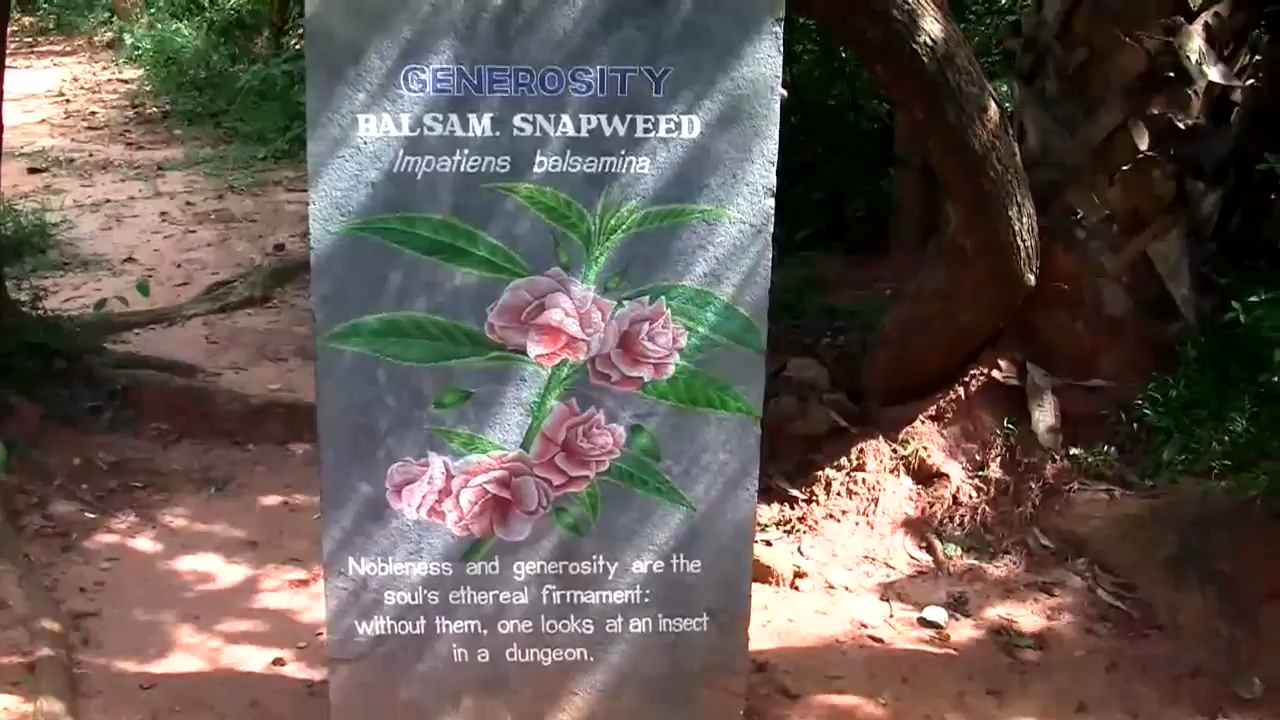 GENEROSITY
BALSAM. SNAPWEED
Impatiens balsamina
Nobleness and generosity are the
soul's ethereal firmament:
without them, one looks at an insect
in a dungeon.